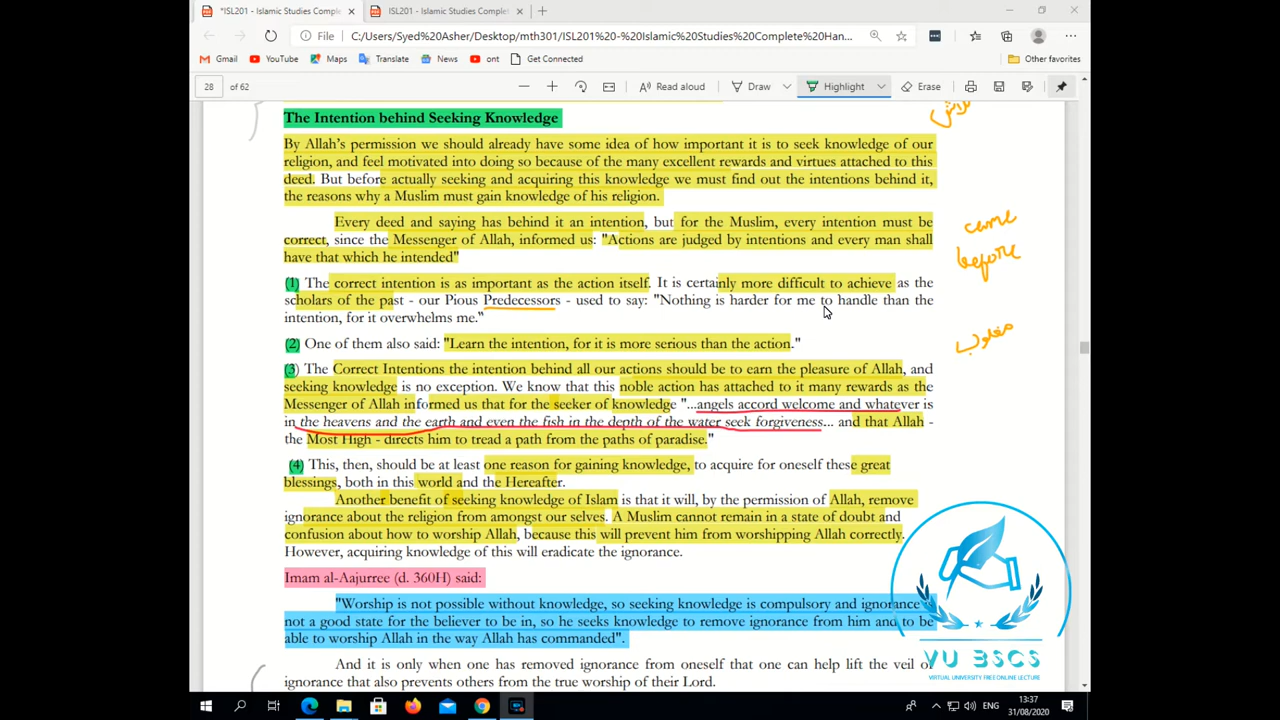 *ISL201 - Islamic Studies Comple
ISL201 - Islamic Studies Complet
File
C:/Users/Syed%20Asher/Desktop/mth301/ISL201%20-%20Islamic%20Studies%20Complete%20Han...
Gmail
YouTube
Maps
Translate
News
ont
Get Connected
Other favorites
28 of 62
Read aloud
Draw
Highlight
Erase
The Intention behind Seeking Knowledge
By Allah's permission we should already have some idea of how important it is to seek knowledge of our
religion, and feel motivated into doing so because of the many excellent rewards and virtues attached to this
deed. But before actually seeking and acquiring this knowledge we must find out the intentions behind it,
the reasons why a Muslim must gain knowledge of his religion.
Every deed and saying has behind it an intention, but for the Muslim, every intention must be
correct, since the Messenger of Allah, informed us: "Actions are judged by intentions and every man shall
have that which he intended"
came
before
(1) The correct intention is as important as the action itself. It is certainly more difficult to achieve as the
scholars of the past - our Pious Predecessors - used to say: "Nothing is harder for me to handle than the
intention, for it overwhelms me."
(2) One of them also said: "Learn the intention, for it is more serious than the action."
(3) The Correct Intentions the intention behind all our actions should be to earn the pleasure of Allah, and
seeking knowledge is no exception. We know that this noble action has attached to it many rewards as the
Messenger of Allah informed us that for the seeker of knowledge "...angels accord welcome and whatever is
in the heavens and the earth and even the fish in the depth of the water seek forgiveness... and that Allah -
the Most High - directs him to tread a path from the paths of paradise."
(4) This, then, should be at least one reason for gaining knowledge, to acquire for oneself these great
blessings, both in this world and the Hereafter.
Another benefit of seeking knowledge of Islam is that it will, by the permission of Allah, remove
ignorance about the religion from amongst our selves. A Muslim cannot remain in a state of doubt and
confusion about how to worship Allah, because this will prevent him from worshipping Allah correctly.
However, acquiring knowledge of this will eradicate the ignorance.
Imam al-Aajurree (d. 360H) said:
"Worship is not possible without knowledge, so seeking knowledge is compulsory and ignorance is
not a good state for the believer to be in, so he seeks knowledge to remove ignorance from him and to be
able to worship Allah in the way Allah has commanded".
And it is only when one has removed ignorance from oneself that one can help lift the veil of
ignorance that also prevents others from the true worship of their Lord.
VU BSCS
VIRTUAL UNIVERSITY FREE ONLINE LECTURE
ENG
13:37
31/08/2020